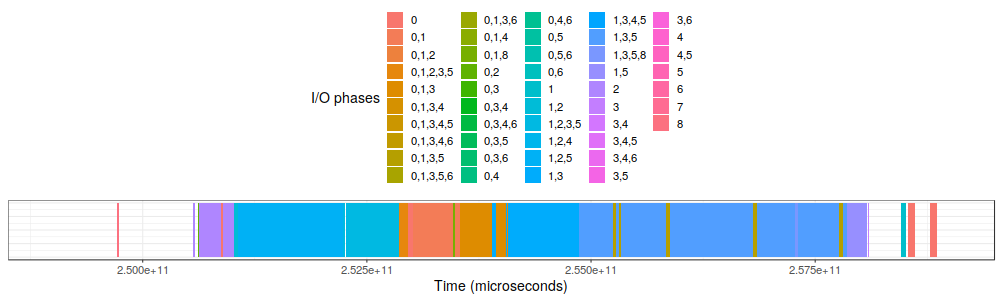 0 0,1,3,6 0,4,6 1,3,4,5 3,6
0,1 0,1,4 0,5 1,3,5 4
0,1,2 0,1,8 0,5,6 1,3,5,8 4,5
0,1,2,3,5 0,2 0,6 1,5 5
0,1,3 0,3 1 2 6
I/O phases
0,1,3,4 0,3,4 1,2 3 7
0,1,3,4,5 0,3,4,6 1,2,3,5 3,4 8
0,1,3,4,6 0,3,5 1,2,4 3,4,5
0,1,3,5 0,3,6 1,2,5 3,4,6
0,1,3,5,6 0,4 1,3 3,5
2.500e+11 2.525e+11 2.550e+11 2.575e+11
Time (microseconds)